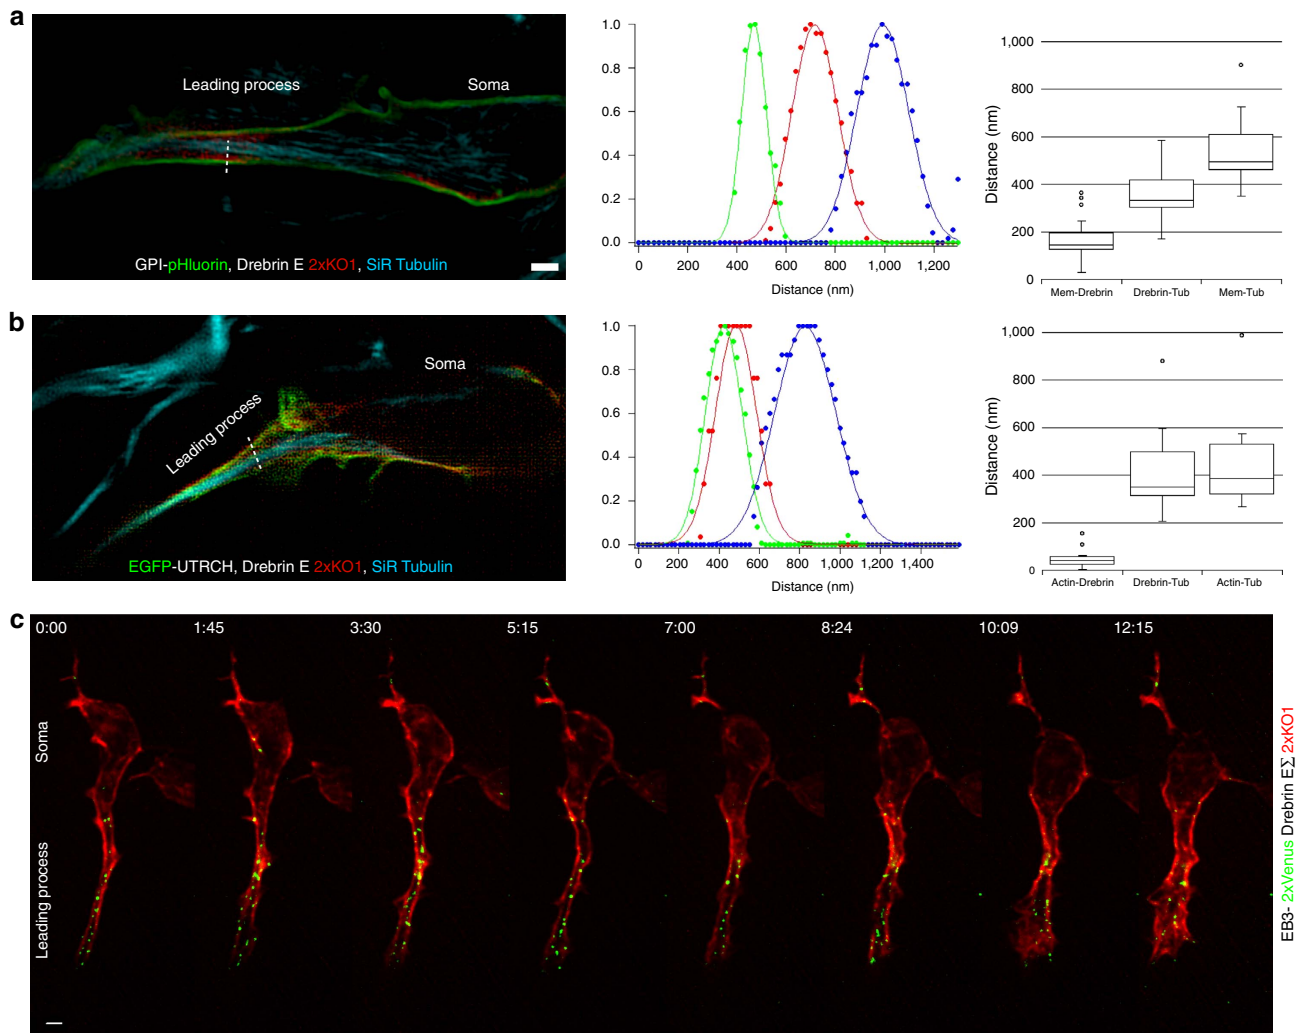 a
Leading process
Soma
GPI-pHluorin, Drebrin E 2xKO1, SiR Tubulin
1.0
0.8
0.6
0.4
0.2
0.0
0 200 400 600 800 1,000 1,200
Distance (nm)
Distance (nm)
1,000
800
600
400
200
0
Mem-Drebrin Drebrin-Tub Mem-Tub
b
Leading process
Soma
EGFP-UTRCH, Drebrin E 2xKO1, SiR Tubulin
1.0
0.8
0.6
0.4
0.2
0.0
0 200 400 600 800 1,000 1,200 1,400
Distance (nm)
Distance (nm)
1,000
800
600
400
200
0
Actin-Drebrin Drebrin-Tub Actin-Tub
c
0:00 1:45 3:30 5:15 7:00 8:24 10:09 12:15
Soma
Leading process
EB3- 2xVenus Drebrin E∑ 2xKO1